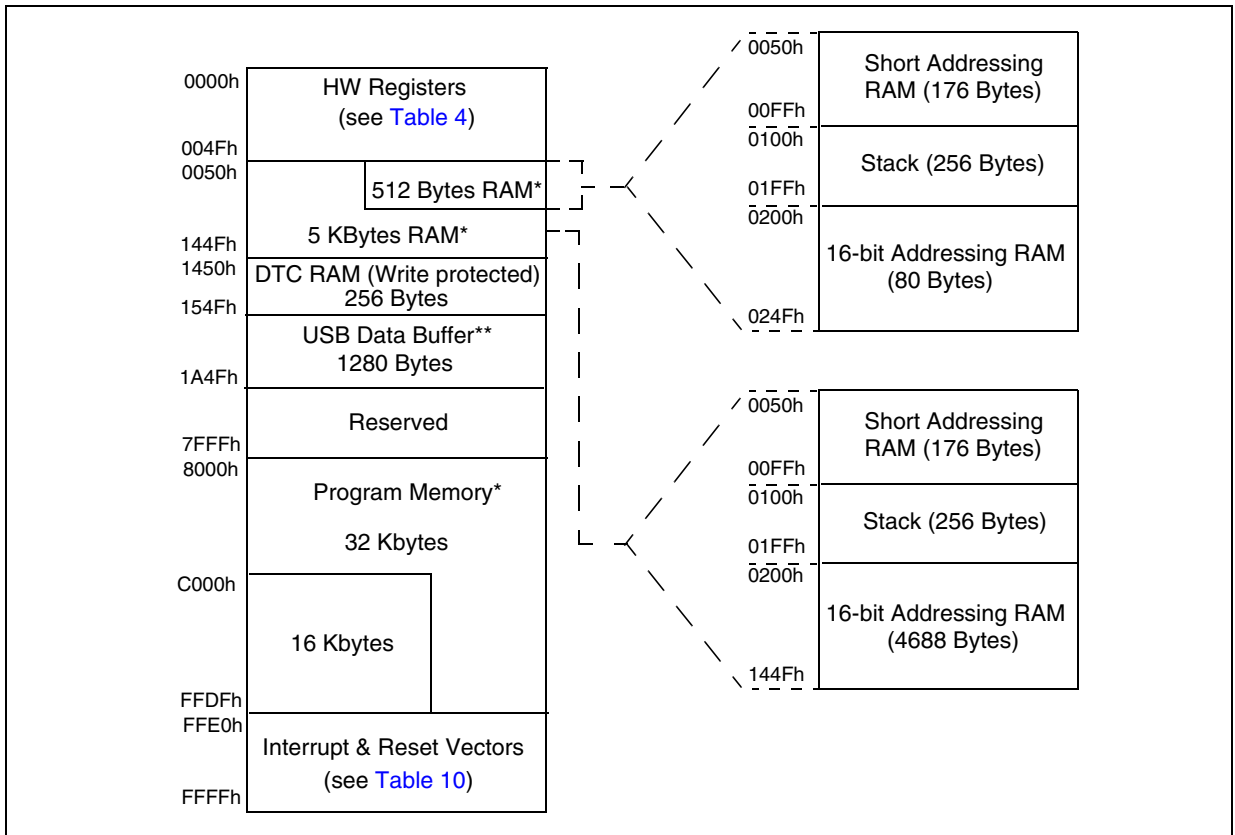 0000h
HW Registers
(see Table 4)
004Fh
0050h
512 Bytes RAM*
5 KBytes RAM*
144Fh
1450h
DTC RAM (Write protected)
256 Bytes
154Fh
USB Data Buffer**
1280 Bytes
1A4Fh
Reserved
7FFFh
8000h
Program Memory*
32 Kbytes
C000h
16 Kbytes
FFDFh
FFE0h
Interrupt & Reset Vectors
(see Table 10)
FFFFh
0050h
Short Addressing
RAM (176 Bytes)
00FFh
0100h
Stack (256 Bytes)
01FFh
0200h
16-bit Addressing RAM
(80 Bytes)
024Fh
0050h
Short Addressing
RAM (176 Bytes)
00FFh
0100h
Stack (256 Bytes)
01FFh
0200h
16-bit Addressing RAM
(4688 Bytes)
144Fh